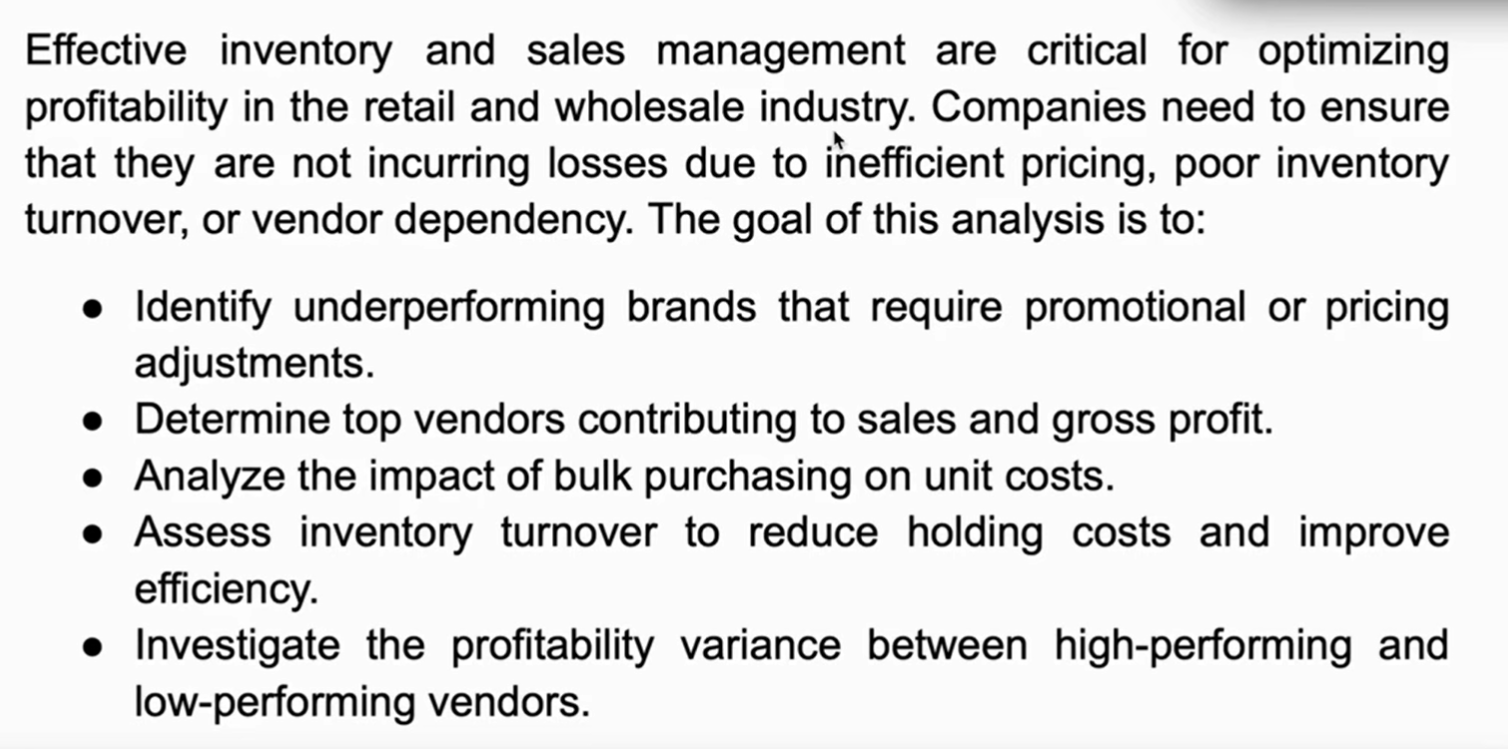 Effective inventory and sales management are critical for optimizing
profitability in the retail and wholesale industry. Companies need to ensure
that they are not incurring losses due to inefficient pricing, poor inventory
turnover, or vendor dependency. The goal of this analysis is to:
● Identify underperforming brands that require promotional or pricing
adjustments.
● Determine top vendors contributing to sales and gross profit.
● Analyze the impact of bulk purchasing on unit costs.
● Assess inventory turnover to reduce holding costs and improve
efficiency.
● Investigate the profitability variance between high-performing and
low-performing vendors.